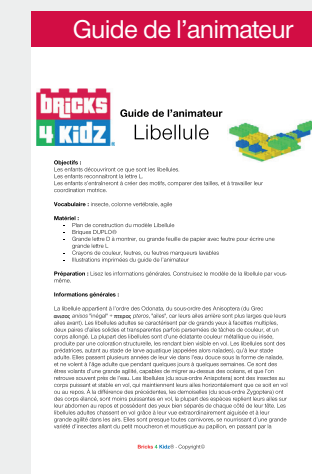 Guide de l'animateur
BRICKS
4 KIDZ®
Guide de l'animateur
Libellule
Objectifs :
Les enfants découvriront ce que sont les libellules.
Les enfants reconnaîtront la lettre L.
Les enfants s'entraîneront à créer des motifs, comparer des tailles, et à travailler leur
coordination motrice.
Vocabulaire : insecte, colonne vertébrale, agile
Matériel :
- Plan de construction du modèle Libellule
- Briques DUPLO®
- Grande lettre D à montrer, ou grande feuille de papier avec feutre pour écrire une
grande lettre L
- Crayons de couleur, feutres, ou feutres marqueurs lavables
- Illustrations imprimées du guide de l'animateur
Préparation : Lisez les informations générales. Construisez le modèle de la libellule par vous-
même.
Informations générales :
La libellule appartient à l'ordre des Odonata, du sous-ordre des Anisoptera (du Grec
ανισος anisos "inégal" + πτερος pteros, "ailes", car leurs ailes arrière sont plus larges que leurs
ailes avant). Les libellules adultes se caractérisent par de grands yeux à facettes multiples,
deux paires d'ailes solides et transparentes parfois parsemées de tâches de couleur, et un
corps allongé. La plupart des libellules sont d'une éclatante couleur métallique ou irisée,
produite par une coloration structurelle, les rendant bien visible en vol. Les libellules sont des
prédatrices, autant au stade de larve aquatique (appelées alors naïades), qu'à leur stade
adulte. Elles passent plusieurs années de leur vie dans l'eau douce sous la forme de naïade,
et ne volent à l'âge adulte que pendant quelques jours à quelques semaines. Ce sont des
êtres volants d'une grande agilité, capables de migrer au-dessus des océans, et que l'on
retrouve souvent près de l'eau. Les libellules (du sous-ordre Anisoptera) sont des insectes au
corps puissant et stable en vol, qui maintiennent leurs ailes horizontalement que ce soit en vol
ou au repos. À la différence des précédentes, les demoiselles (du sous-ordre Zygoptera) ont
des corps élancé, sont moins puissantes en vol, la plupart des espèces replient leurs ailes sur
leur abdomen au repos et possèdent des yeux bien séparés de chaque côté de leur tête. Les
libellules adultes chassent en vol grâce à leur vue extraordinairement aiguisée et à leur
grande agilité dans les airs. Elles sont presque toutes carnivores, se nourrissant d'une grande
variété d'insectes allant du petit moucheron et moustique au papillon, en passant par la
Bricks 4 Kidz® - Copyright©